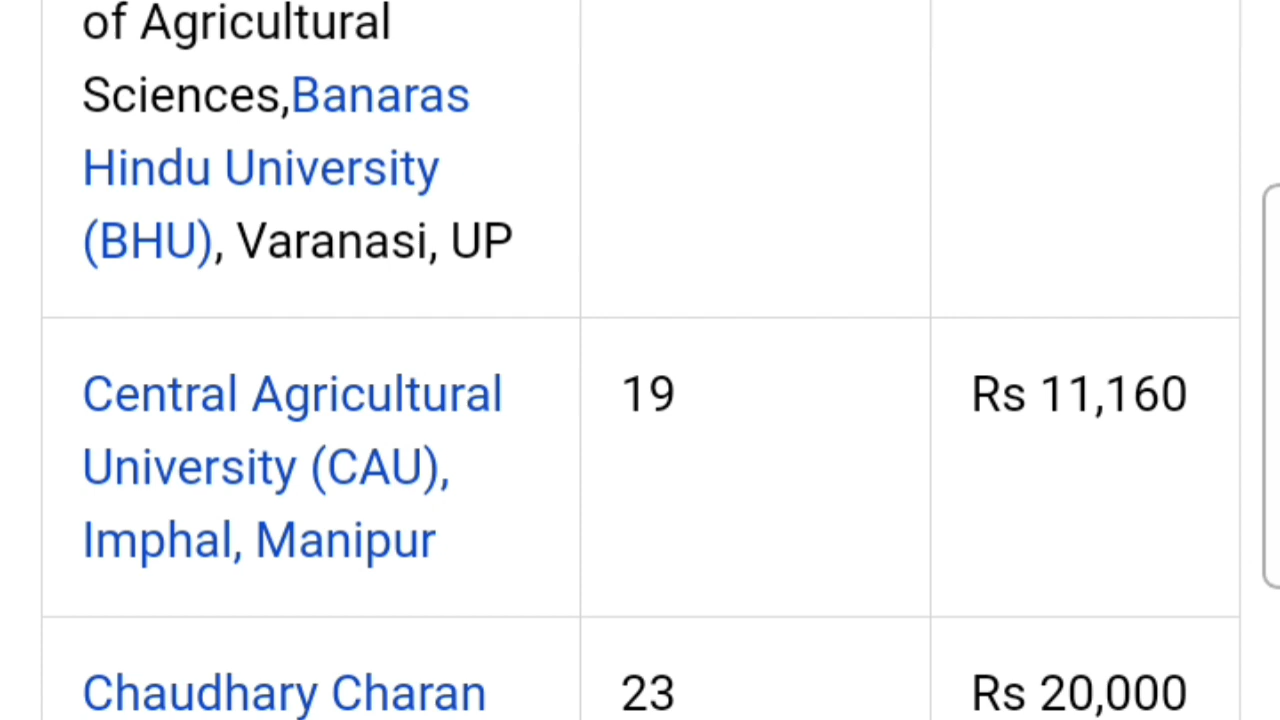 of Agricultural
Sciences,Banaras
Hindu University
(BHU), Varanasi, UP
Central Agricultural 19 Rs 11,160
University (CAU),
Imphal, Manipur
Chaudhary Charan 23 Rs 20,000